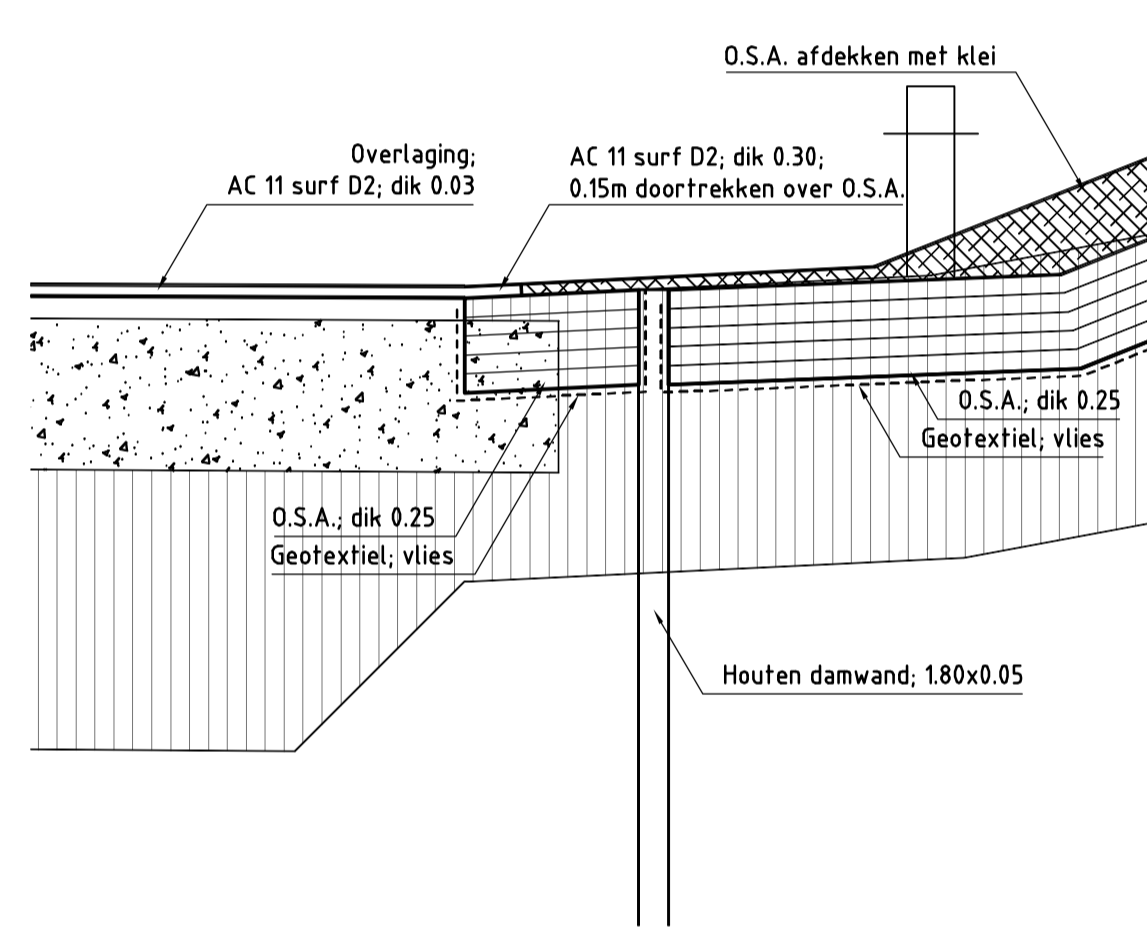 O.S.A. afdekken met klei
Overlaging;
AC 11 surf D2; dik 0.03
AC 11 surf D2; dik 0.30;
0.15m doortrekken over O.S.A.
O.S.A.; dik 0.25
Geotextiel; vlies
O.S.A.; dik 0.25
Geotextiel; vlies
Houten damwand; 1.80x0.05